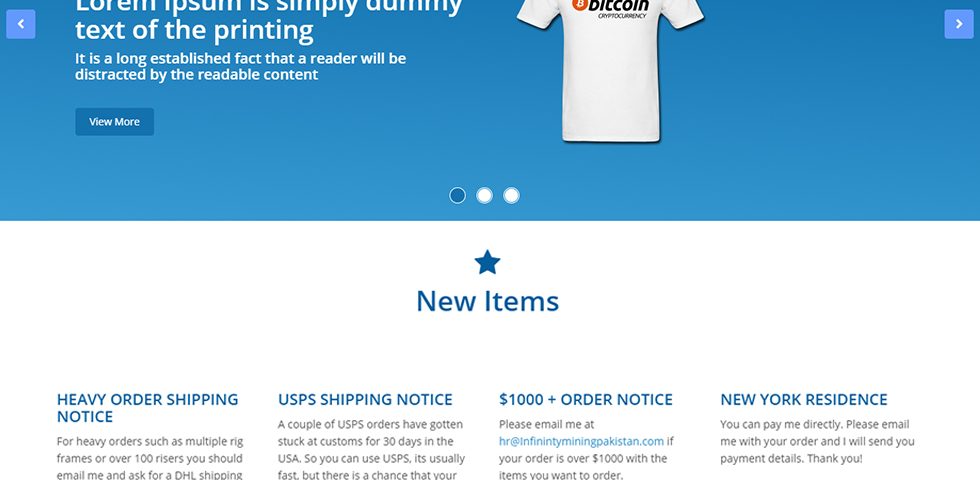 Lorem Ipsum is simply dummy
text of the printing
It is a long established fact that a reader will be
distracted by the readable content
View More
bitcoin
CRYPTOCURRENCY
New Items
HEAVY ORDER SHIPPING
NOTICE
For heavy orders such as multiple rig
frames or over 100 risers you should
email me and ask for a DHL shipping
USPS SHIPPING NOTICE
A couple of USPS orders have gotten
stuck at customs for 30 days in the
USA. So you can use USPS, its usually
fast, but there is a chance that your
$1000 + ORDER NOTICE
Please email me at
hr@Infinintyminingpakistan.com if
your order is over $1000 with the
items you want to order.
NEW YORK RESIDENCE
You can pay me directly. Please email
me with your order and I will send you
payment details. Thank you!